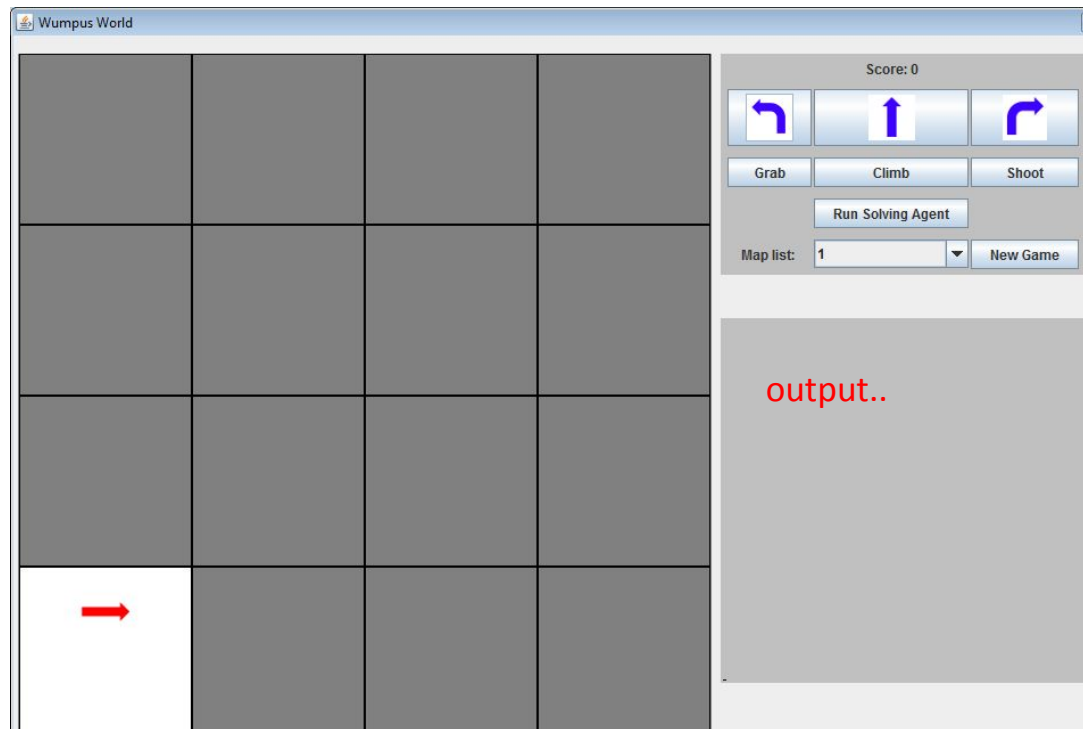 Wumpus World
Score: 0
Grab Climb Shoot
Run Solving Agent
Map list: 1 New Game
output..
-